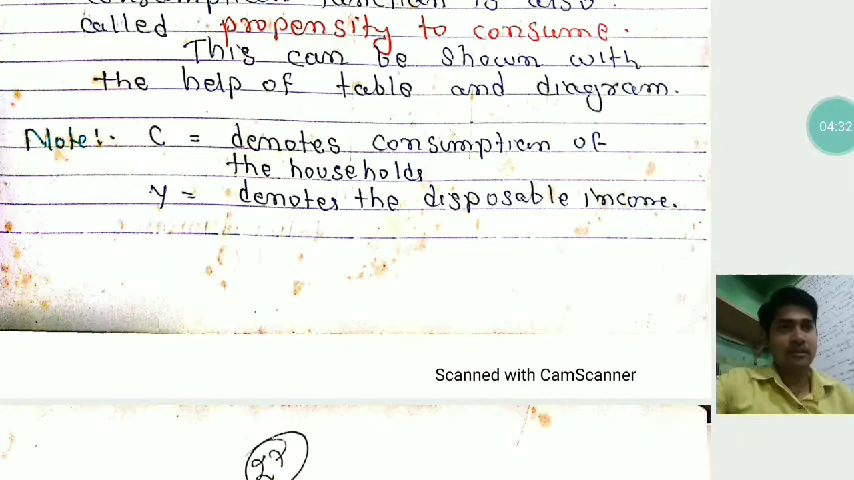 called propensity to consume.
This can be shown with
the help of table and diagram.
Note:- C = denotes consumption of
the households
y = denotes the disposable income.
04:32
Scanned with CamScanner
27